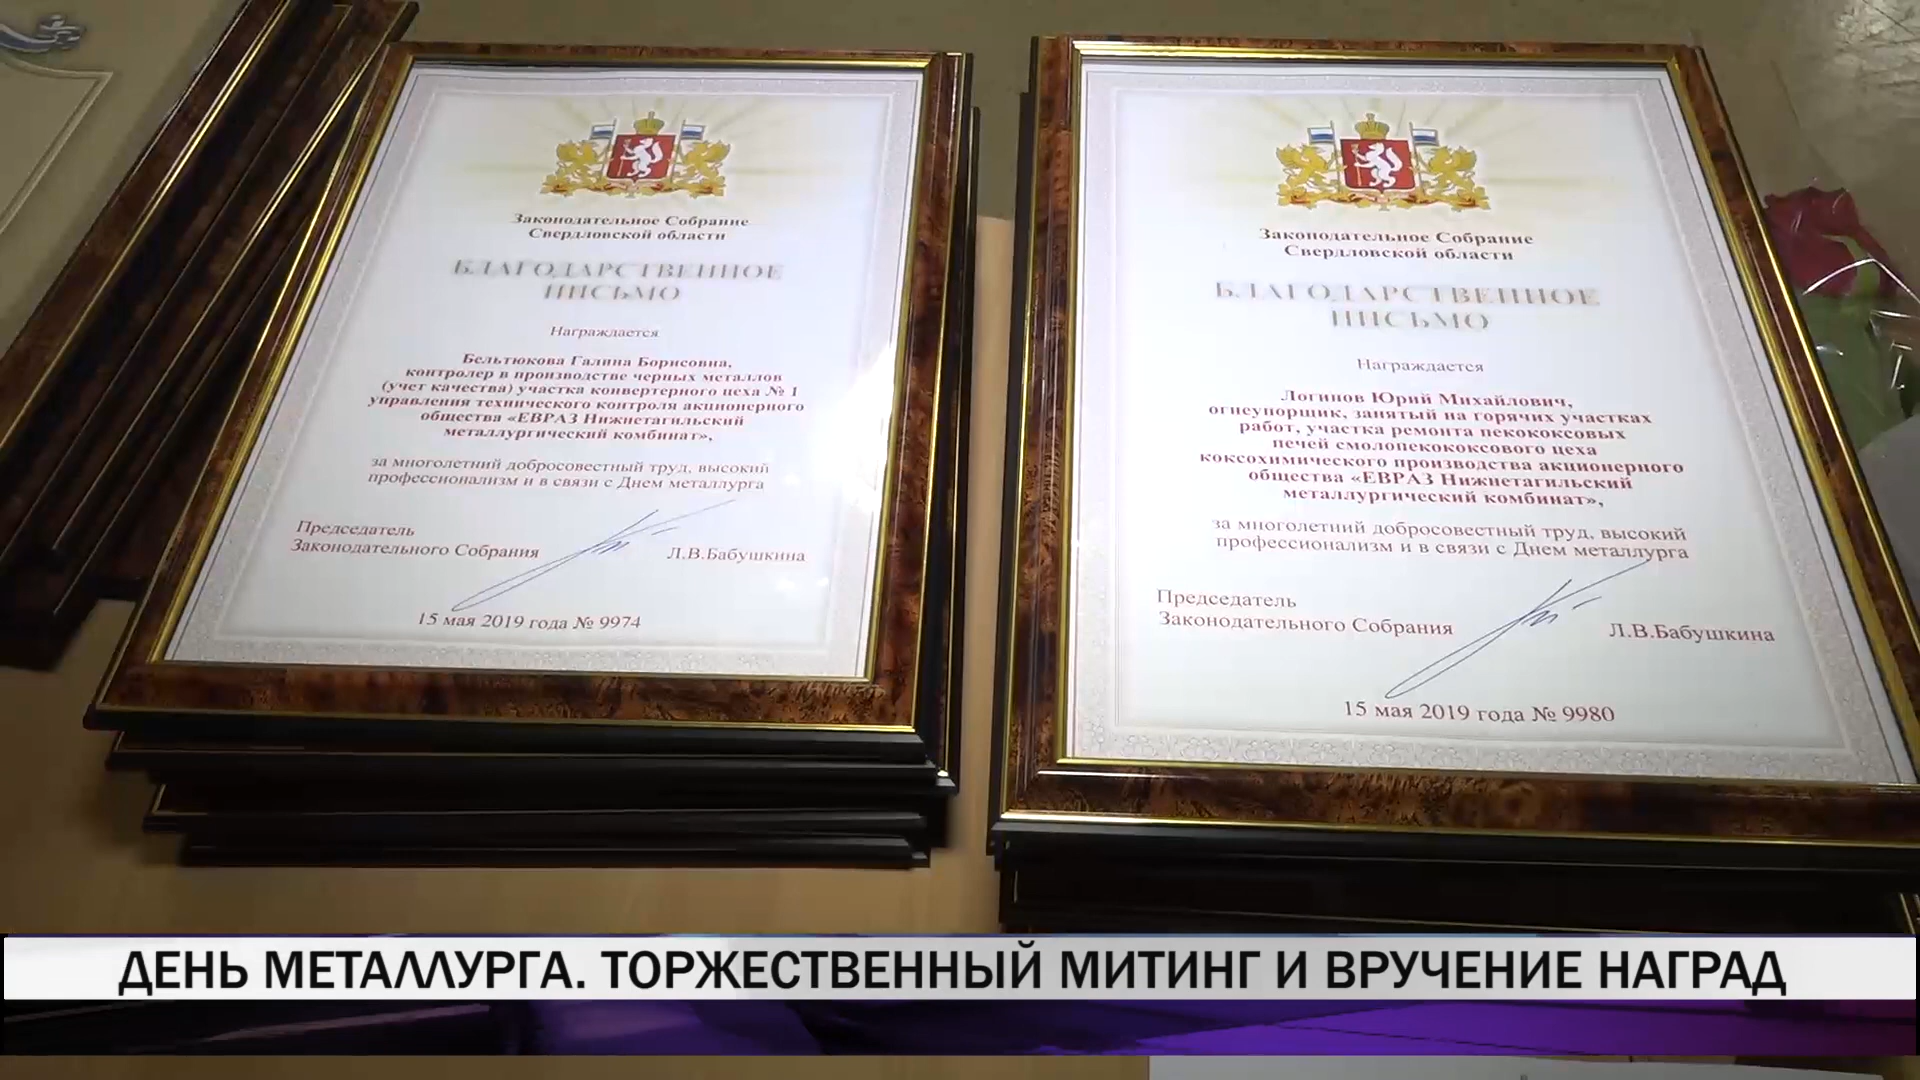 Законодательное Собрание
Свердловской области
БЛАГОДАРСТВЕННОЕ
ПИСЬМО
Награждается
Бельтюкова Галина Борисовна,
контролер в производстве черных металлов
(учет качества) участка конвертерного цеха № 1
управления технического контроля акционерного
общества «ЕВРАЗ Нижнетагильский
металлургический комбинат»,
за многолетний добросовестный труд, высокий
профессионализм и в связи с Днем металлурга
Председатель
Законодательного Собрания Л.В.Бабушкина
15 мая 2019 года № 9974
Законодательное Собрание
Свердловской области
БЛАГОДАРСТВЕННОЕ
ПИСЬМО
Награждается
Логинов Юрий Михайлович,
огнеупорщик, занятый на горячих участках
работ, участка ремонта пекококсовых
печей смолопекококсового цеха
коксохимического производства акционерного
общества «ЕВРАЗ Нижнетагильский
металлургический комбинат»,
за многолетний добросовестный труд, высокий
профессионализм и в связи с Днем металлурга
Председатель
Законодательного Собрания Л.В.Бабушкина
15 мая 2019 года № 9980
ДЕНЬ МЕТАЛЛУРГА. ТОРЖЕСТВЕННЫЙ МИТИНГ И ВРУЧЕНИЕ НАГРАД